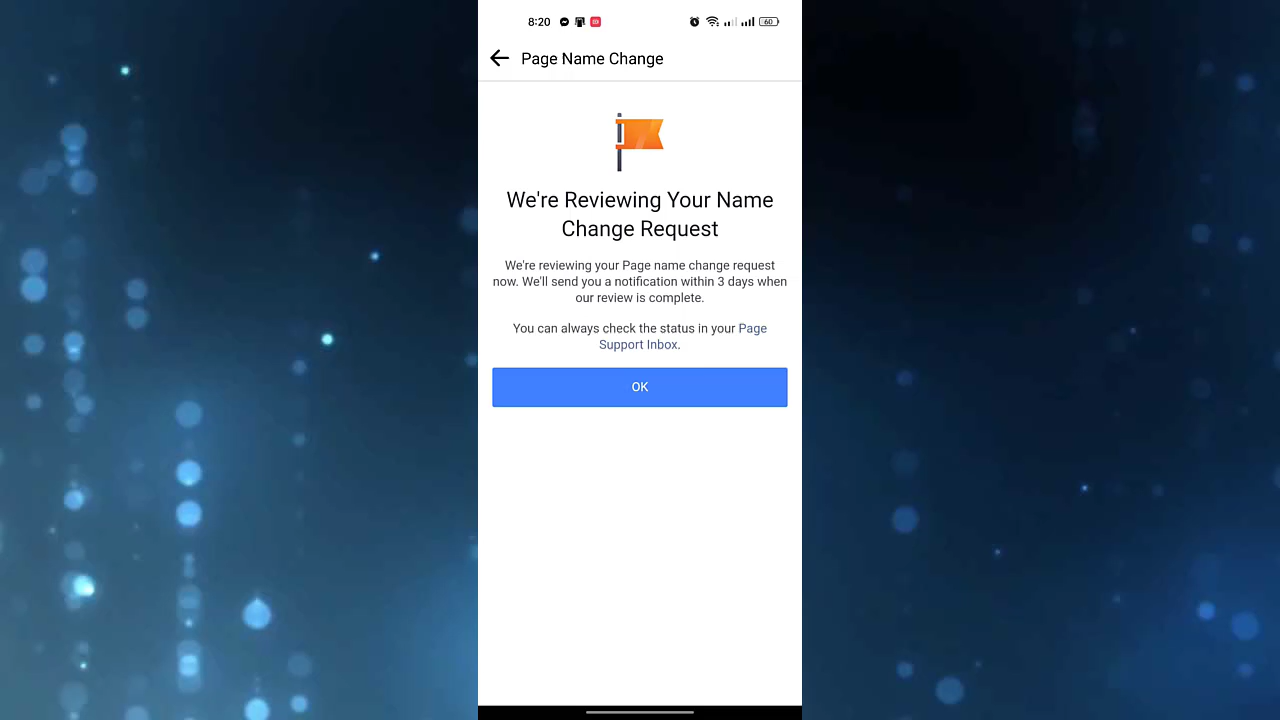 8:20
60
Page Name Change
We're Reviewing Your Name
Change Request
We're reviewing your Page name change request
now. We'll send you a notification within 3 days when
our review is complete.
You can always check the status in your Page
Support Inbox.
OK